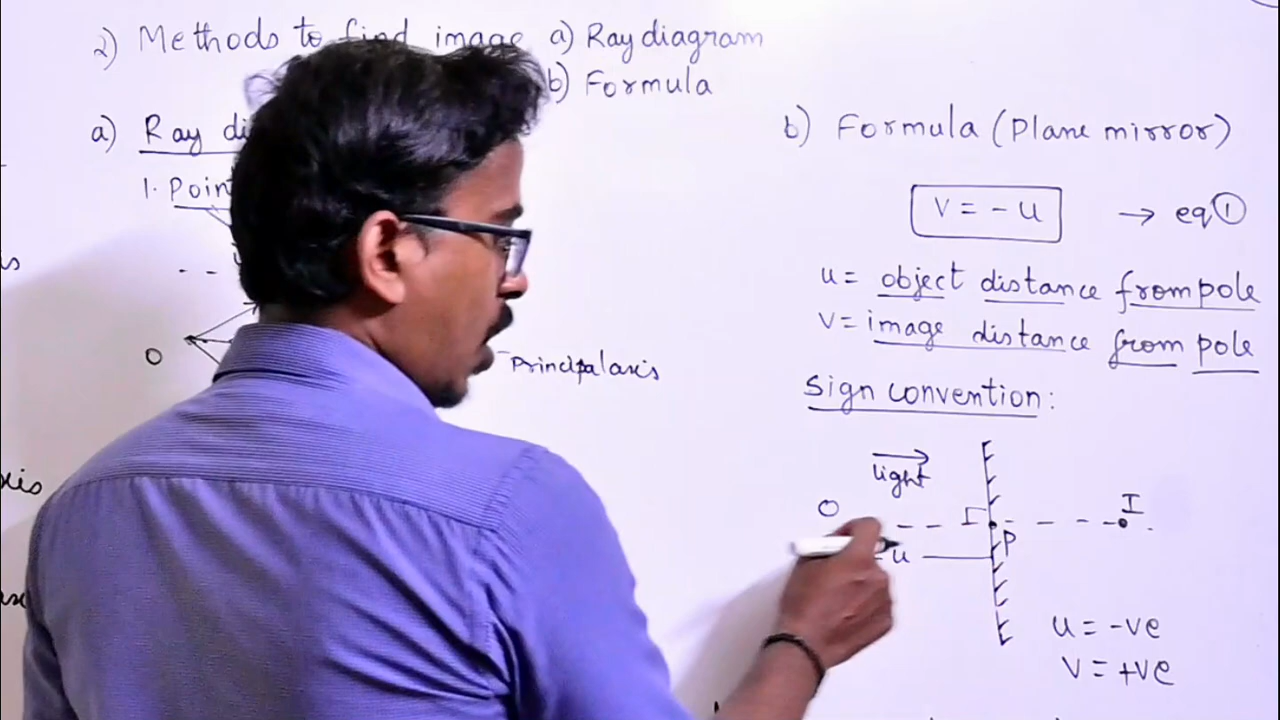 2) Methods to find image a) Ray diagram
b) Formula
a) Ray di
1. Poin
O
Principal axis
b) Formula (Plane mirror)
V = - u → eq ①
u = object distance from pole
V = image distance from pole
Sign convention:
light
O
I
P
u
u = -ve
V = +ve